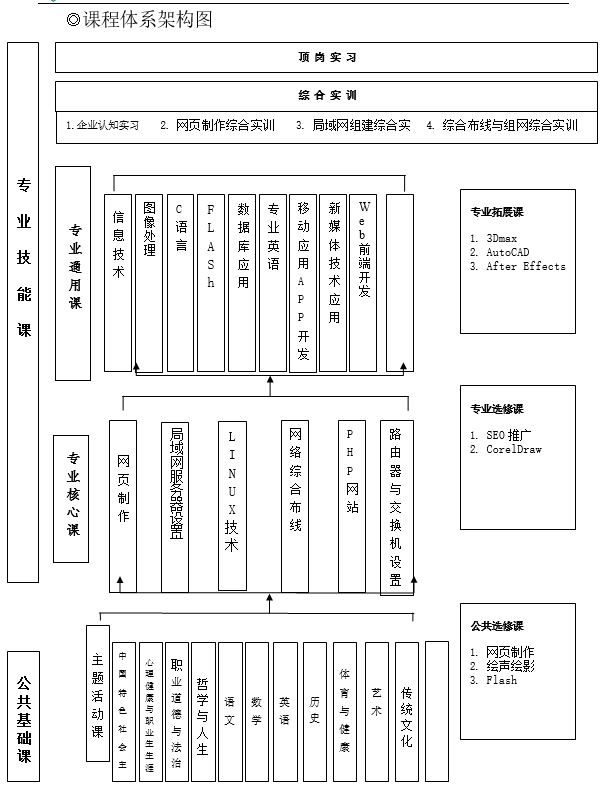 ◎课程体系架构图
顶岗实习
综合实训
1.企业认知实习 2. 网页制作综合实训 3. 局域网组建综合实 4. 综合布线与组网综合实训
专业技能课
专业通用课
信息技术
图像处理
C语言
FLASh
数据库应用
专业英语
移动应用APP开发
新媒体技术应用
Web前端开发
专业拓展课
1. 3Dmax
2. AutoCAD
3. After Effects
专业核心课
网页制作
局域网服务器设置
LINUX技术
网络综合布线
PHP网站
路由器与交换机设置
专业选修课
1. SEO推广
2. CorelDraw
公共基础课
主题活动课
中国特色社会主
心理健康与职业生生涯
职业道德与法治
哲学与人生
语文
数学
英语
历史
体育与健康
艺术
传统文化
公共选修课
1. 网页制作
2. 绘声绘影
3. Flash